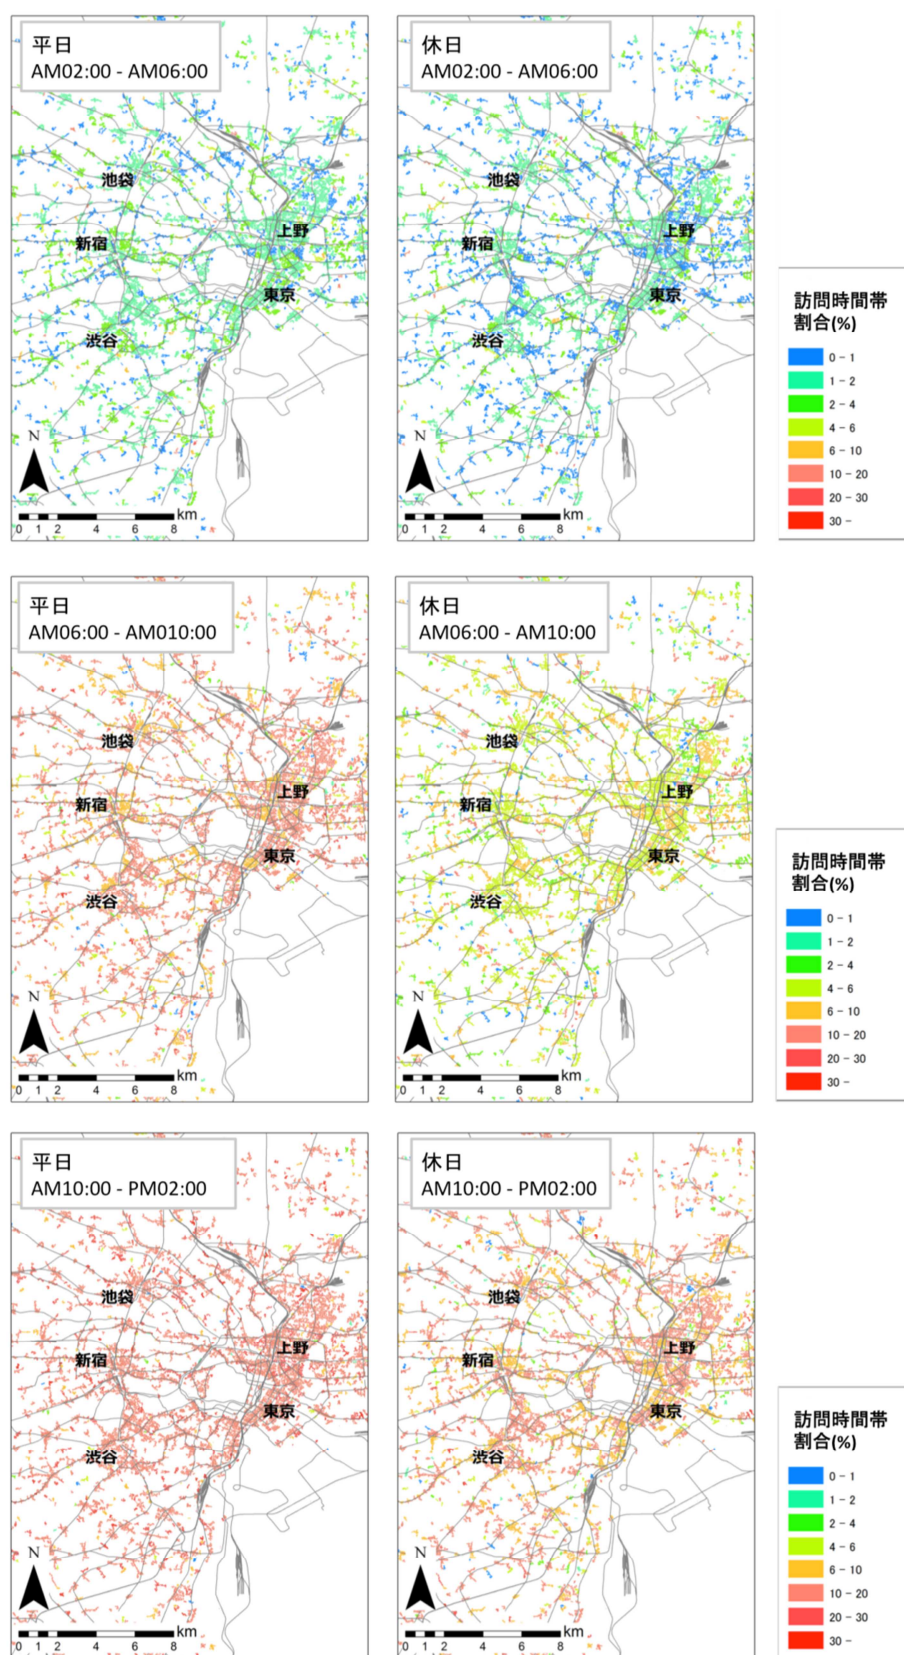 平日
AM02:00 - AM06:00
池袋
上野
新宿
東京
渋谷
N
km
0 1 2 4 6 8
休日
AM02:00 - AM06:00
池袋
上野
新宿
東京
渋谷
N
km
0 1 2 4 6 8
訪問時間帯
割合(%)
0 - 1
1 - 2
2 - 4
4 - 6
6 - 10
10 - 20
20 - 30
30 -
平日
AM06:00 - AM010:00
池袋
上野
新宿
東京
渋谷
N
km
0 1 2 4 6 8
休日
AM06:00 - AM10:00
池袋
上野
新宿
東京
渋谷
N
km
0 1 2 4 6 8
訪問時間帯
割合(%)
0 - 1
1 - 2
2 - 4
4 - 6
6 - 10
10 - 20
20 - 30
30 -
平日
AM10:00 - PM02:00
池袋
上野
新宿
東京
渋谷
N
km
0 1 2 4 6 8
休日
AM10:00 - PM02:00
池袋
上野
新宿
東京
渋谷
N
km
0 1 2 4 6 8
訪問時間帯
割合(%)
0 - 1
1 - 2
2 - 4
4 - 6
6 - 10
10 - 20
20 - 30
30 -